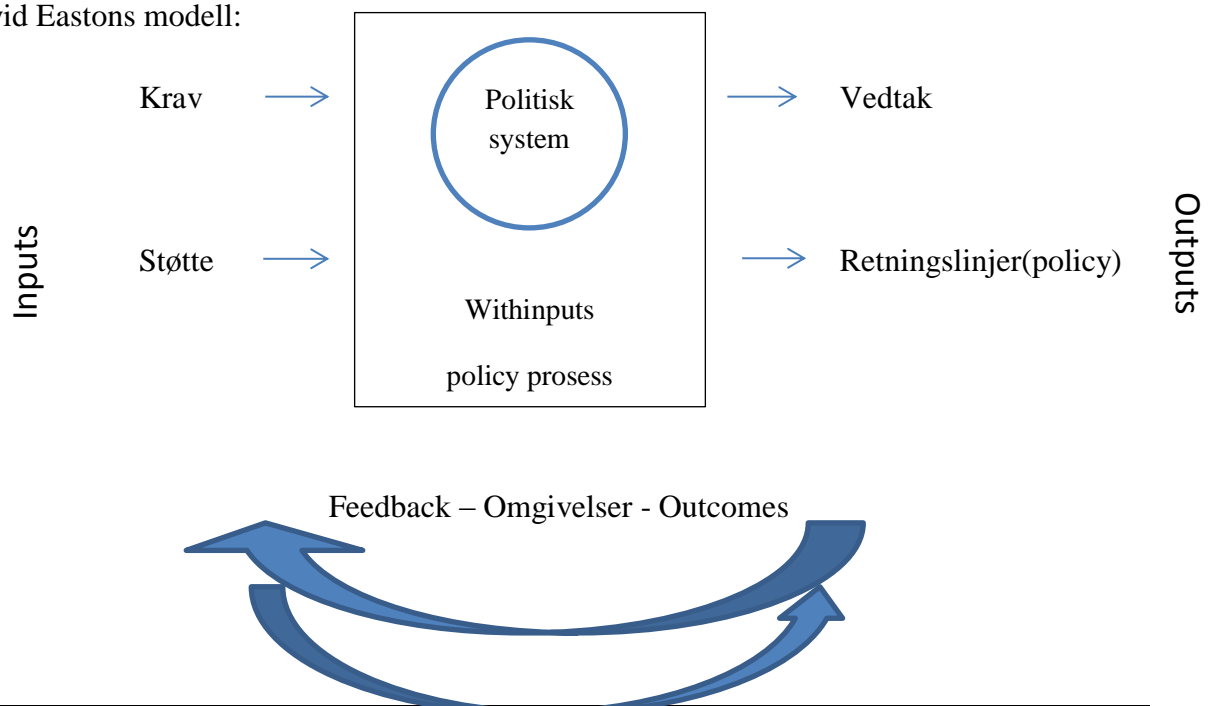 vid Eastons modell:
Krav
Politisk
system
Vedtak
Inputs
Støtte
Retningslinjer(policy)
Outputs
Withinputs
policy prosess
Feedback – Omgivelser - Outcomes